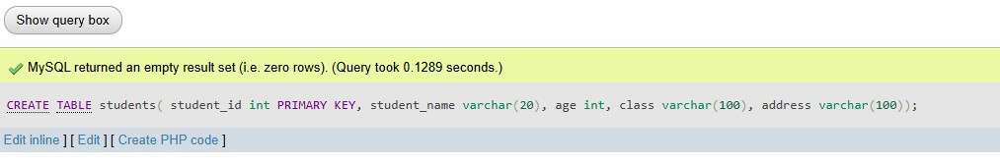 Show query box
MySQL returned an empty result set (i.e. zero rows). (Query took 0.1289 seconds.)
CREATE TABLE students( student_id int PRIMARY KEY, student_name varchar(20), age int, class varchar(100), address varchar(100));
Edit inline ] [ Edit ] [ Create PHP code ]